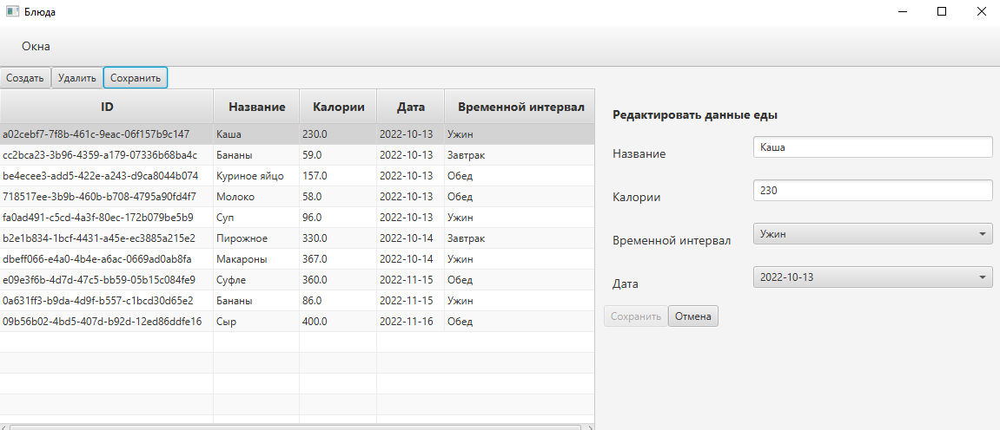 Блюда
Окна
Создать Удалить Сохранить
ID Название Калории Дата Временной интервал
a02cebf7-7f8b-461c-9eac-06f157b9c147 Каша 230.0 2022-10-13 Ужин
cc2bca23-3b96-4359-a179-07336b68ba4c Бананы 59.0 2022-10-13 Завтрак
be4ecee3-add5-422e-a243-d9ca8044b074 Куриное яйцо 157.0 2022-10-13 Обед
718517ee-3b9b-460b-b708-4795a90fd4f7 Молоко 58.0 2022-10-13 Обед
fa0ad491-c5cd-4a3f-80ec-172b079be5b9 Суп 96.0 2022-10-13 Ужин
b2e1b834-1bcf-4431-a45e-ec3885a215e2 Пирожное 330.0 2022-10-14 Завтрак
dbeff066-e4a0-4b4e-a6ac-0669ad0ab8fa Макароны 367.0 2022-10-14 Ужин
e09e3f6b-4d7d-47c5-bb59-05b15c084fe9 Суфле 360.0 2022-11-15 Обед
0a631ff3-b9da-4d9f-b557-c1bcd30d65e2 Бананы 86.0 2022-11-15 Ужин
09b56b02-4bd5-407d-b92d-12ed86ddfe16 Сыр 400.0 2022-11-16 Обед
Редактировать данные еды
Название Каша
Калории 230
Временной интервал Ужин
Дата 2022-10-13
Сохранить Отмена